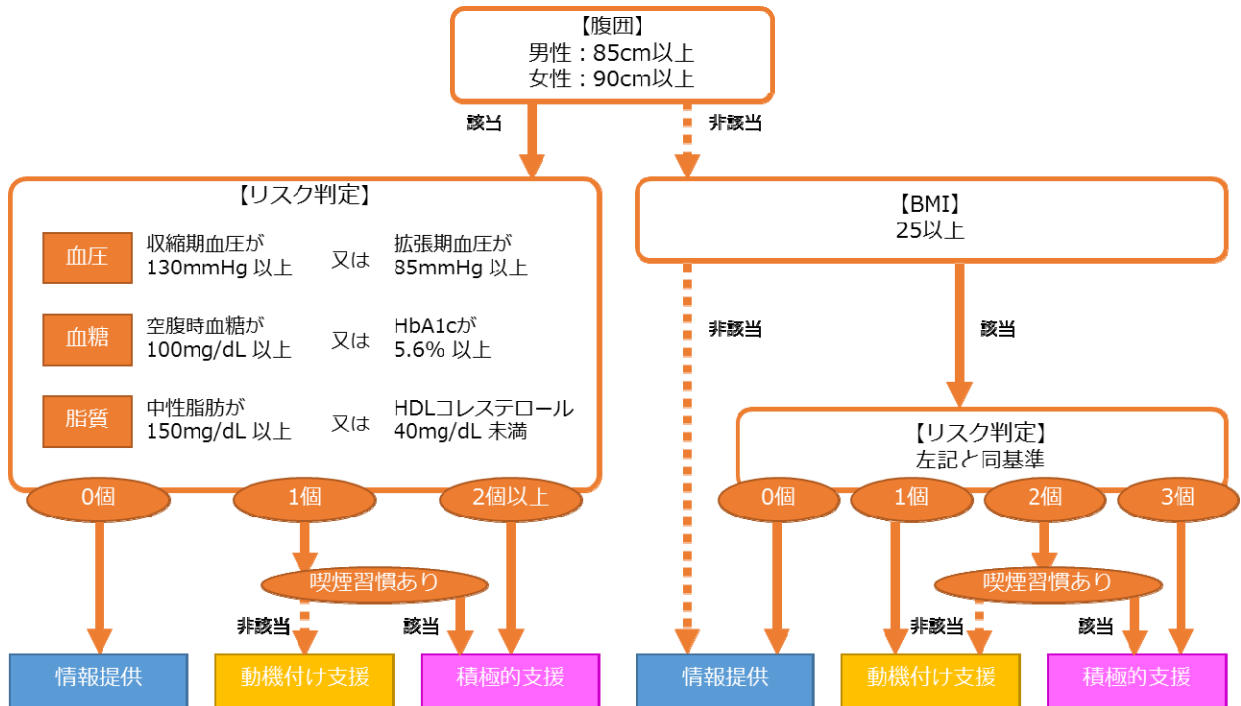 【腹囲】
男性：85cm以上
女性：90cm以上
該当
非該当
【リスク判定】
血圧
収縮期血圧が
130mmHg 以上
又は
拡張期血圧が
85mmHg 以上
血糖
空腹時血糖が
100mg/dL 以上
又は
HbA1cが
5.6% 以上
脂質
中性脂肪が
150mg/dL 以上
又は
HDLコレステロール
40mg/dL 未満
0個
1個
2個以上
喫煙習慣あり
非該当
該当
情報提供
動機付け支援
積極的支援
【BMI】
25以上
非該当
該当
【リスク判定】
左記と同基準
0個
1個
2個
3個
喫煙習慣あり
非該当
該当
情報提供
動機付け支援
積極的支援